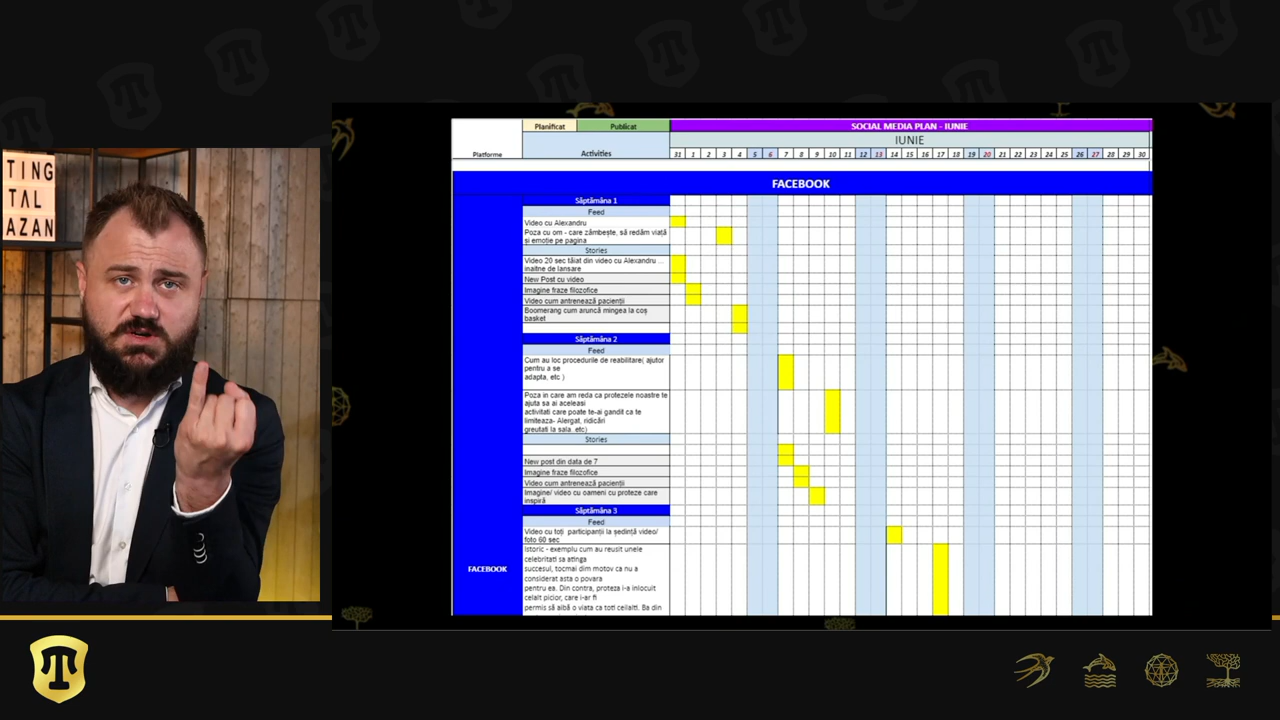 TING
TAL
AZAN
Planificat
Publicat
SOCIAL MEDIA PLAN - IUNIE
IUNIE
Platforme
Activities
31 1 2 3 4 5 6 7 8 9 10 11 12 13 14 15 16 17 18 19 20 21 22 23 24 25 26 27 28 29 30
FACEBOOK
Săptămâna 1
Feed
Video cu Alexandru
Poza cu om - care zâmbește, să redăm viață
și emoție pe pagina
Stories
Video 20 sec tăiat din video cu Alexandru ...
inaitne de lansare
New Post cu video
Imagine fraze filozofice
Video cum antrenează pacienții
Boomerang cum aruncă mingea la coș
basket
Săptămâna 2
Feed
Cum au loc procedurile de reabilitare( ajutor
pentru a se
adapta, etc )
Poza in care am reda ca protezele noastre te
ajuta sa ai aceleasi
activitati care poate te-ai gandit ca te
limiteaza- Alergat, ridicări
greutati la sala. etc)
Stories
New post din data de 7
Imagine fraze filozofice
Video cum antrenează pacienții
Imagine/ video cu oameni cu proteze care
inspiră
Săptămâna 3
Feed
Video cu toți participanții la ședință video/
foto 60 sec
FACEBOOK
Istoric - exemplu cum au reusit unele
celebritati sa atinga
succesul, tocmai din motov ca nu a
considerat asta o povara
pentru ea. Din contra, proteza i-a inlocuit
celalt picior, care i-ar fi
permis să aibă o viata ca toti ceilalti. Ba din